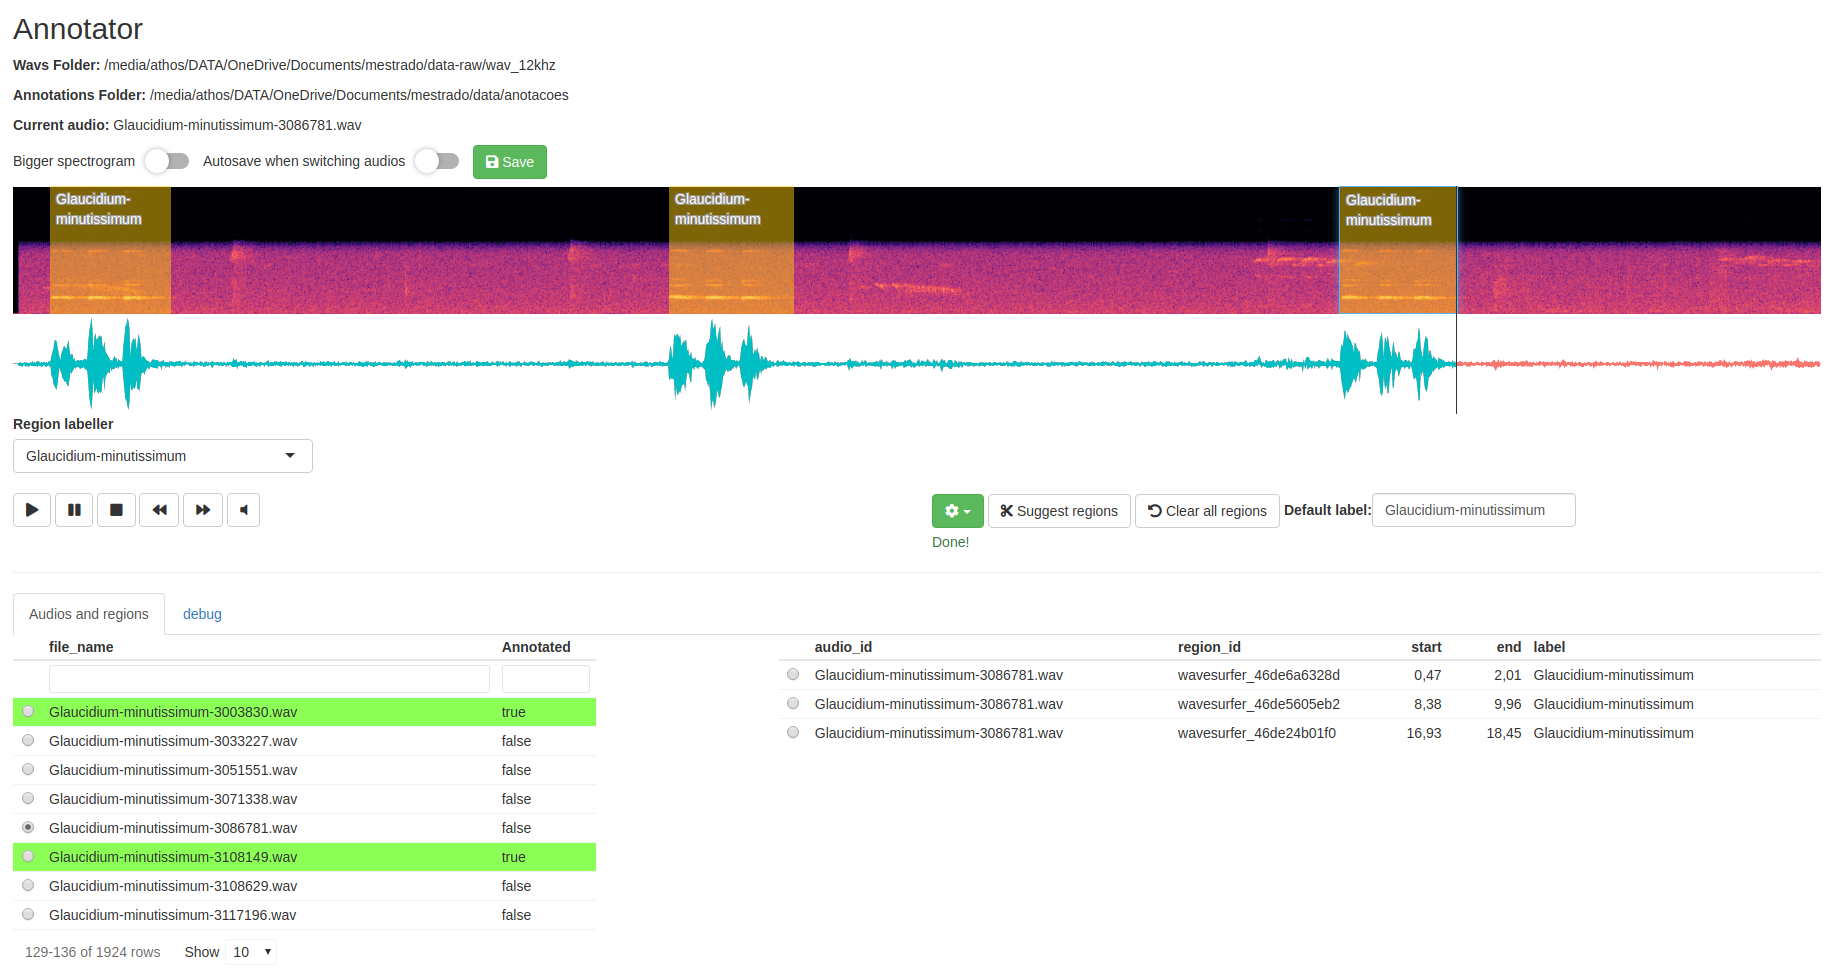 Annotator
Wavs Folder: /media/athos/DATA/OneDrive/Documents/mestrado/data-raw/wav_12khz
Annotations Folder: /media/athos/DATA/OneDrive/Documents/mestrado/data/anotacoes
Current audio: Glaucidium-minutissimum-3086781.wav
Bigger spectrogram Autosave when switching audios Save
Glaucidium-
minutissimum
Glaucidium-
minutissimum
Glaucidium-
minutissimum
Region labeller
Glaucidium-minutissimum
Suggest regions Clear all regions Default label: Glaucidium-minutissimum
Done!
Audios and regions debug
file_name Annotated
Glaucidium-minutissimum-3003830.wav true
Glaucidium-minutissimum-3033227.wav false
Glaucidium-minutissimum-3051551.wav false
Glaucidium-minutissimum-3071338.wav false
Glaucidium-minutissimum-3086781.wav false
Glaucidium-minutissimum-3108149.wav true
Glaucidium-minutissimum-3108629.wav false
Glaucidium-minutissimum-3117196.wav false
129-136 of 1924 rows Show 10
audio_id region_id start end label
Glaucidium-minutissimum-3086781.wav wavesurfer_46de6a6328d 0,47 2,01 Glaucidium-minutissimum
Glaucidium-minutissimum-3086781.wav wavesurfer_46de5605eb2 8,38 9,96 Glaucidium-minutissimum
Glaucidium-minutissimum-3086781.wav wavesurfer_46de24b01f0 16,93 18,45 Glaucidium-minutissimum